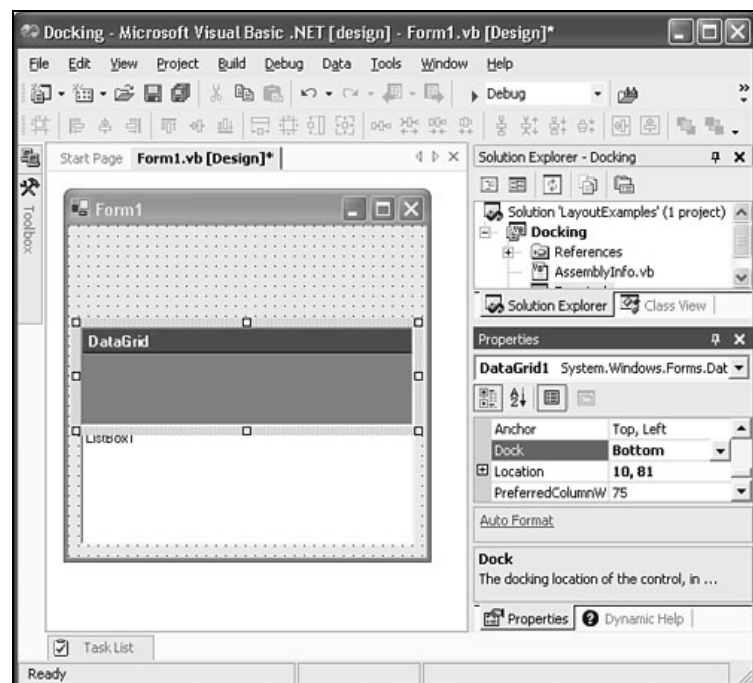 Docking - Microsoft Visual Basic .NET [design] - Form1.vb [Design]*
File Edit View Project Build Debug Data Tools Window Help
Debug
Start Page Form1.vb [Design]*
Toolbox
Form1
DataGrid
ListBox1
Solution Explorer - Docking
Solution 'LayoutExamples' (1 project)
Docking
References
AssemblyInfo.vb
Solution Explorer Class View
Properties
DataGrid1 System.Windows.Forms.Dat
Anchor Top, Left
Dock Bottom
Location 10, 81
PreferredColumnW 75
Auto Format
Dock
The docking location of the control, in ...
Properties Dynamic Help
Task List
Ready